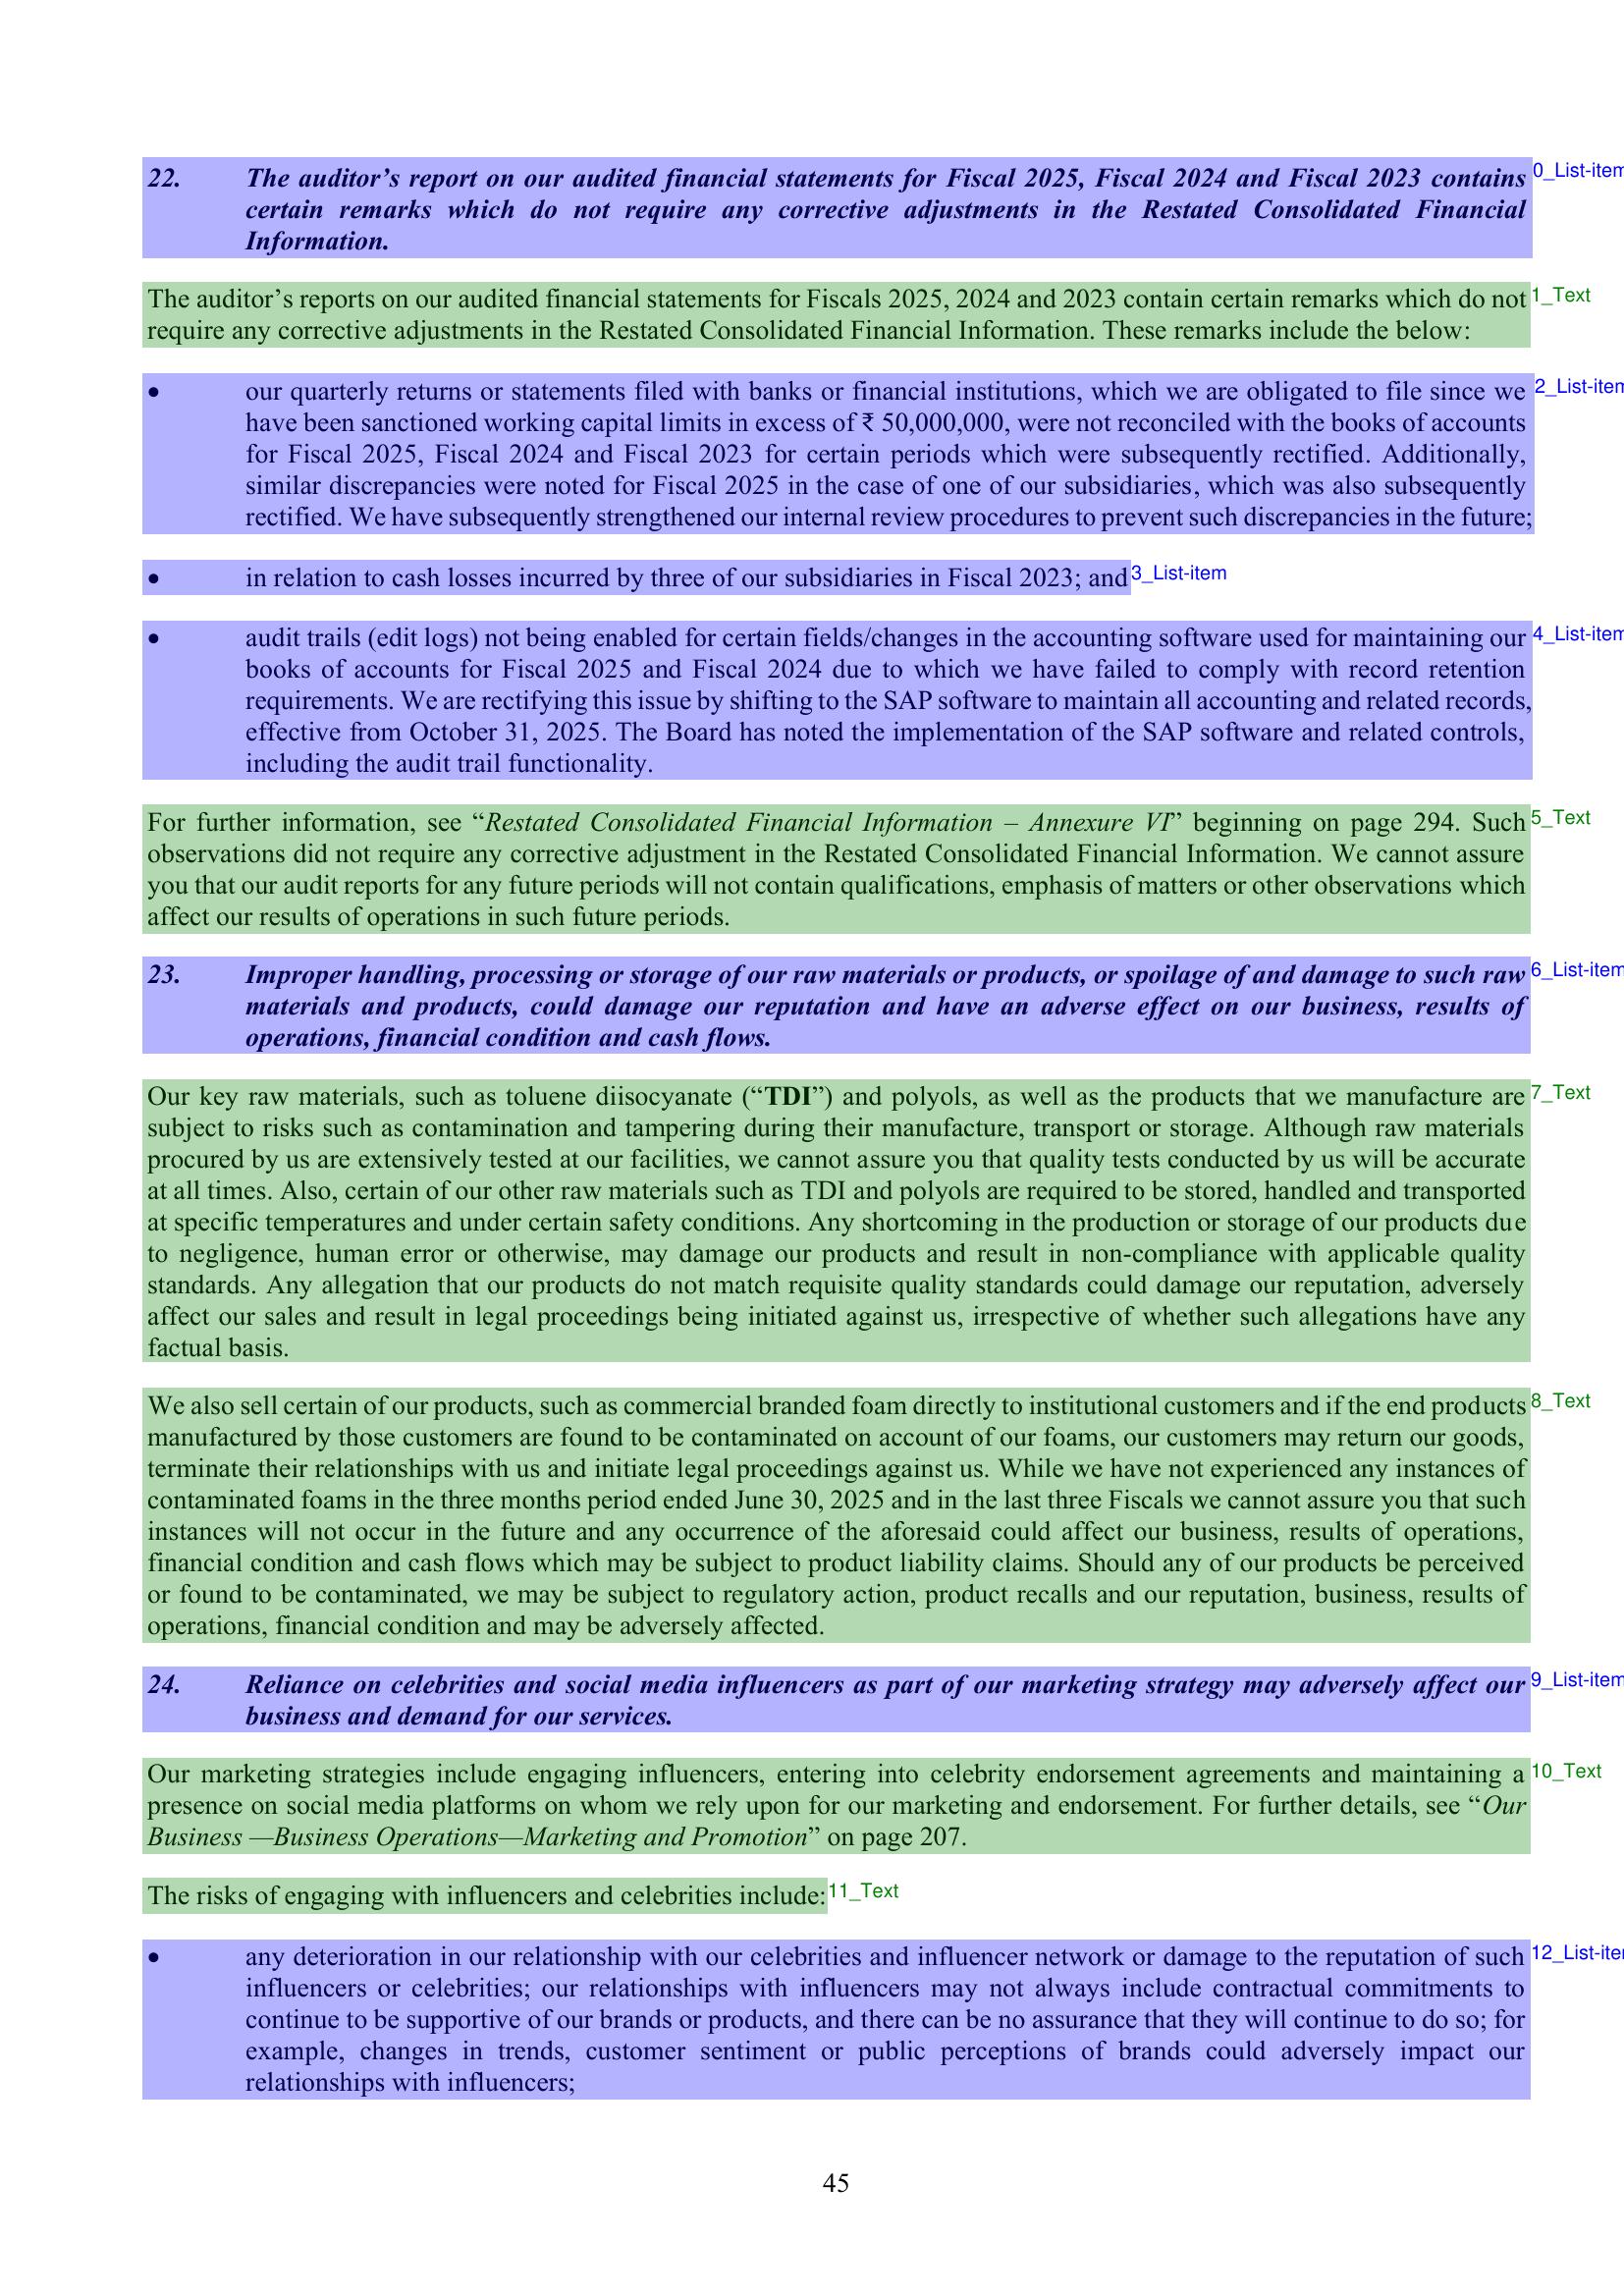 22. The auditor’s report on our audited financial statements for Fiscal 2025, Fiscal 2024 and Fiscal 2023 contains
certain remarks which do not require any corrective adjustments in the Restated Consolidated Financial
Information.
0_List-item
The auditor’s reports on our audited financial statements for Fiscals 2025, 2024 and 2023 contain certain remarks which do not
require any corrective adjustments in the Restated Consolidated Financial Information. These remarks include the below:
1_Text
• our quarterly returns or statements filed with banks or financial institutions, which we are obligated to file since we
have been sanctioned working capital limits in excess of ₹ 50,000,000, were not reconciled with the books of accounts
for Fiscal 2025, Fiscal 2024 and Fiscal 2023 for certain periods which were subsequently rectified. Additionally,
similar discrepancies were noted for Fiscal 2025 in the case of one of our subsidiaries, which was also subsequently
rectified. We have subsequently strengthened our internal review procedures to prevent such discrepancies in the future;
2_List-item
• in relation to cash losses incurred by three of our subsidiaries in Fiscal 2023; and
3_List-item
• audit trails (edit logs) not being enabled for certain fields/changes in the accounting software used for maintaining our
books of accounts for Fiscal 2025 and Fiscal 2024 due to which we have failed to comply with record retention
requirements. We are rectifying this issue by shifting to the SAP software to maintain all accounting and related records,
effective from October 31, 2025. The Board has noted the implementation of the SAP software and related controls,
including the audit trail functionality.
4_List-item
For further information, see “Restated Consolidated Financial Information – Annexure VI” beginning on page 294. Such
observations did not require any corrective adjustment in the Restated Consolidated Financial Information. We cannot assure
you that our audit reports for any future periods will not contain qualifications, emphasis of matters or other observations which
affect our results of operations in such future periods.
5_Text
23. Improper handling, processing or storage of our raw materials or products, or spoilage of and damage to such raw
materials and products, could damage our reputation and have an adverse effect on our business, results of
operations, financial condition and cash flows.
6_List-item
Our key raw materials, such as toluene diisocyanate (“TDI”) and polyols, as well as the products that we manufacture are
subject to risks such as contamination and tampering during their manufacture, transport or storage. Although raw materials
procured by us are extensively tested at our facilities, we cannot assure you that quality tests conducted by us will be accurate
at all times. Also, certain of our other raw materials such as TDI and polyols are required to be stored, handled and transported
at specific temperatures and under certain safety conditions. Any shortcoming in the production or storage of our products due
to negligence, human error or otherwise, may damage our products and result in non-compliance with applicable quality
standards. Any allegation that our products do not match requisite quality standards could damage our reputation, adversely
affect our sales and result in legal proceedings being initiated against us, irrespective of whether such allegations have any
factual basis.
7_Text
We also sell certain of our products, such as commercial branded foam directly to institutional customers and if the end products
manufactured by those customers are found to be contaminated on account of our foams, our customers may return our goods,
terminate their relationships with us and initiate legal proceedings against us. While we have not experienced any instances of
contaminated foams in the three months period ended June 30, 2025 and in the last three Fiscals we cannot assure you that such
instances will not occur in the future and any occurrence of the aforesaid could affect our business, results of operations,
financial condition and cash flows which may be subject to product liability claims. Should any of our products be perceived
or found to be contaminated, we may be subject to regulatory action, product recalls and our reputation, business, results of
operations, financial condition and may be adversely affected.
8_Text
24. Reliance on celebrities and social media influencers as part of our marketing strategy may adversely affect our
business and demand for our services.
9_List-item
Our marketing strategies include engaging influencers, entering into celebrity endorsement agreements and maintaining a
presence on social media platforms on whom we rely upon for our marketing and endorsement. For further details, see “Our
Business —Business Operations—Marketing and Promotion” on page 207.
10_Text
The risks of engaging with influencers and celebrities include:
11_Text
• any deterioration in our relationship with our celebrities and influencer network or damage to the reputation of such
influencers or celebrities; our relationships with influencers may not always include contractual commitments to
continue to be supportive of our brands or products, and there can be no assurance that they will continue to do so; for
example, changes in trends, customer sentiment or public perceptions of brands could adversely impact our
relationships with influencers;
12_List-iter
45